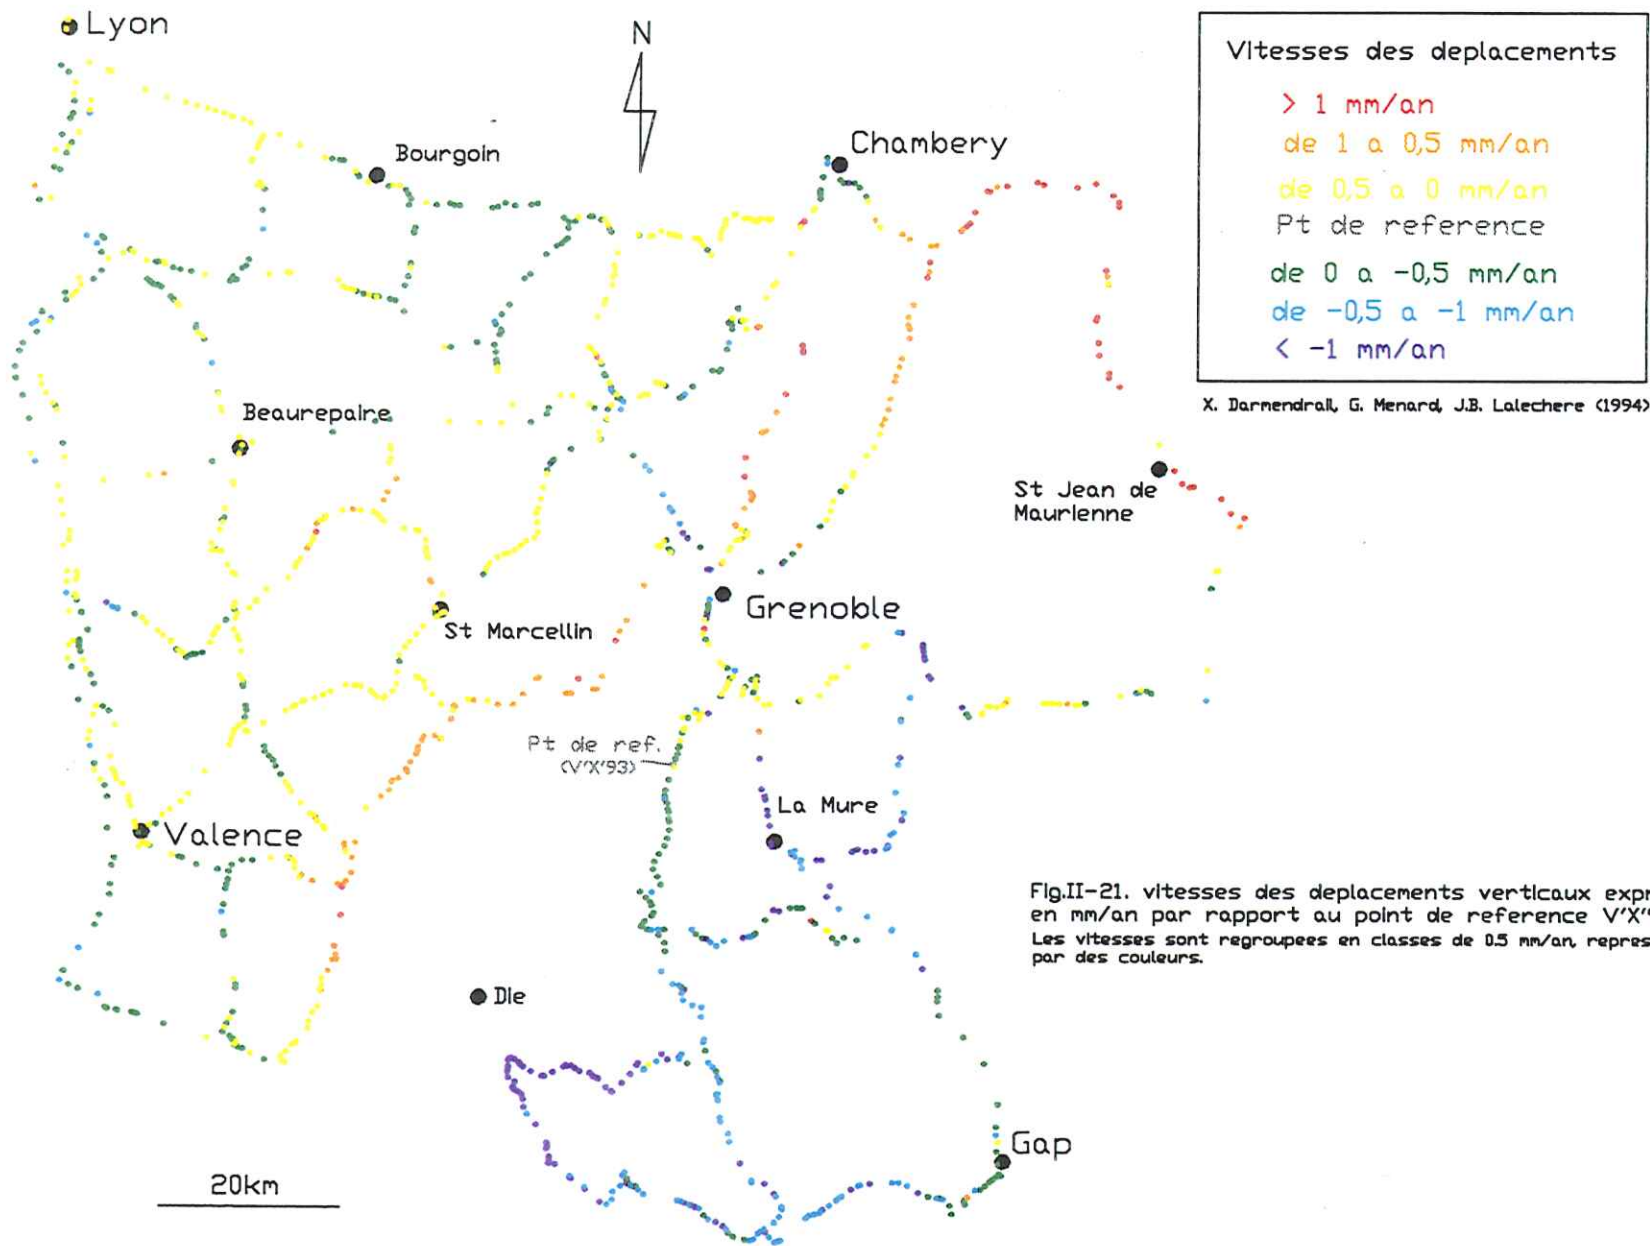 Lyon
N
Bourgoin
Chambery
Vitesses des deplacements
> 1 mm/an
de 1 a 0,5 mm/an
de 0,5 a 0 mm/an
Pt de reference
de 0 a -0,5 mm/an
de -0,5 a -1 mm/an
< -1 mm/an
X. Darmendrail, G. Menard, J.B. Lalechere (1994)
Beaurepaire
St Jean de
Maurienne
Grenoble
St Marcellin
Pt de ref.
(V'X'93)
La Mure
Valence
Fig.II-21. vitesses des deplacements verticaux expr
en mm/an par rapport au point de reference V'X'
Les vitesses sont regroupees en classes de 0.5 mm/an, repres
par des couleurs.
Die
Gap
20km